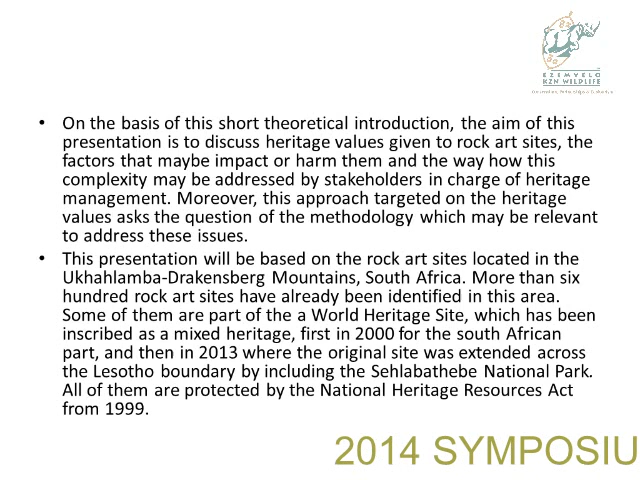 EZEMVELO
KZN WILDLIFE
• On the basis of this short theoretical introduction, the aim of this
presentation is to discuss heritage values given to rock art sites, the
factors that maybe impact or harm them and the way how this
complexity may be addressed by stakeholders in charge of heritage
management. Moreover, this approach targeted on the heritage
values asks the question of the methodology which may be relevant
to address these issues.
• This presentation will be based on the rock art sites located in the
Ukhahlamba-Drakensberg Mountains, South Africa. More than six
hundred rock art sites have already been identified in this area.
Some of them are part of the a World Heritage Site, which has been
inscribed as a mixed heritage, first in 2000 for the south African
part, and then in 2013 where the original site was extended across
the Lesotho boundary by including the Sehlabathebe National Park.
All of them are protected by the National Heritage Resources Act
from 1999.
2014 SYMPOSIU